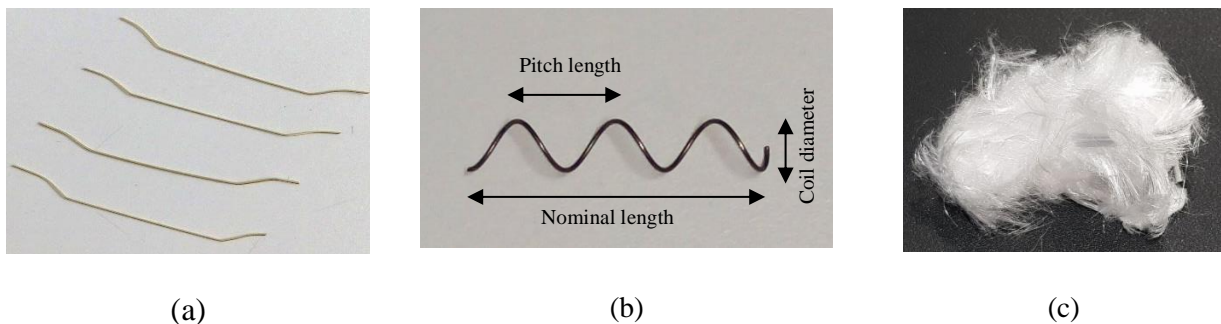 Pitch length
Coil diameter
Nominal length
(a)
(b)
(c)